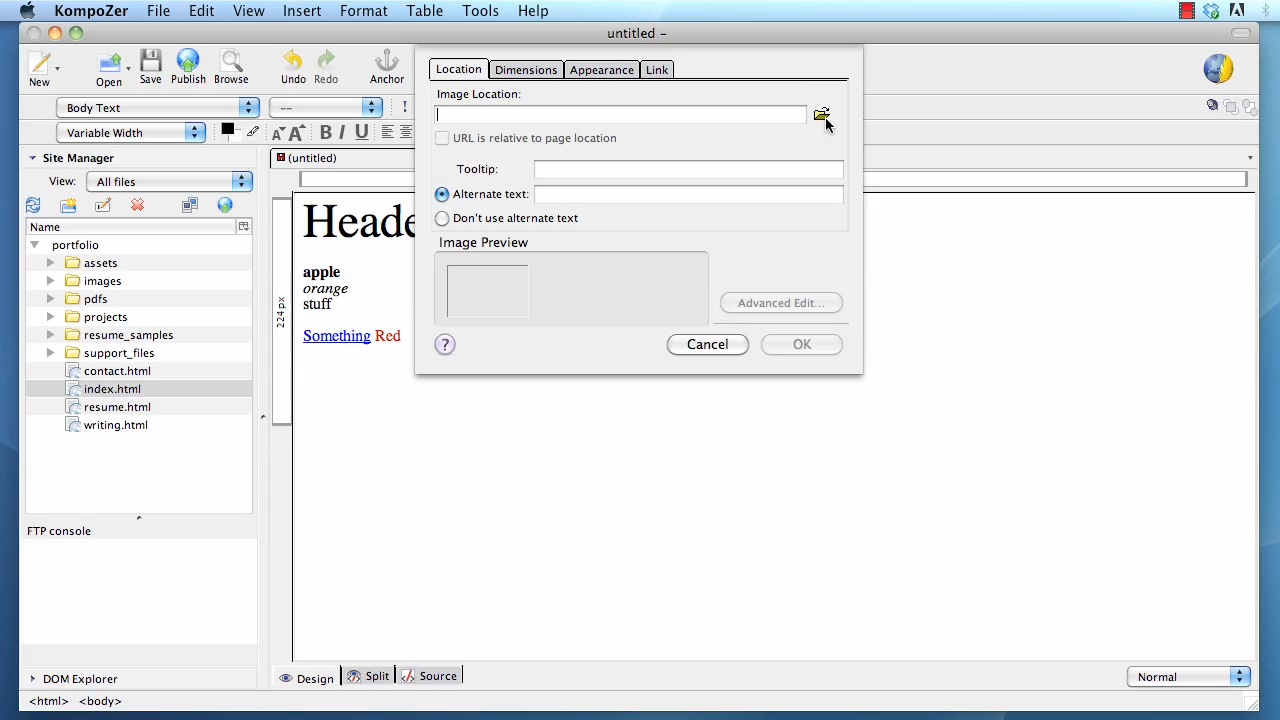 KompoZer File Edit View Insert Format Table Tools Help
untitled –
New Open Save Publish Browse Undo Redo Anchor
Body Text -- !
Variable Width A A B I U
Location Dimensions Appearance Link
Image Location:
URL is relative to page location
Tooltip:
Alternate text:
Don't use alternate text
Image Preview
Advanced Edit...
? Cancel OK
Site Manager
View: All files
Name
portfolio
assets
images
pdfs
projects
resume_samples
support_files
contact.html
index.html
resume.html
writing.html
FTP console
DOM Explorer
(untitled)
224 px
Heade
apple
orange
stuff
Something Red
Design Split Source Normal
<html> <body>